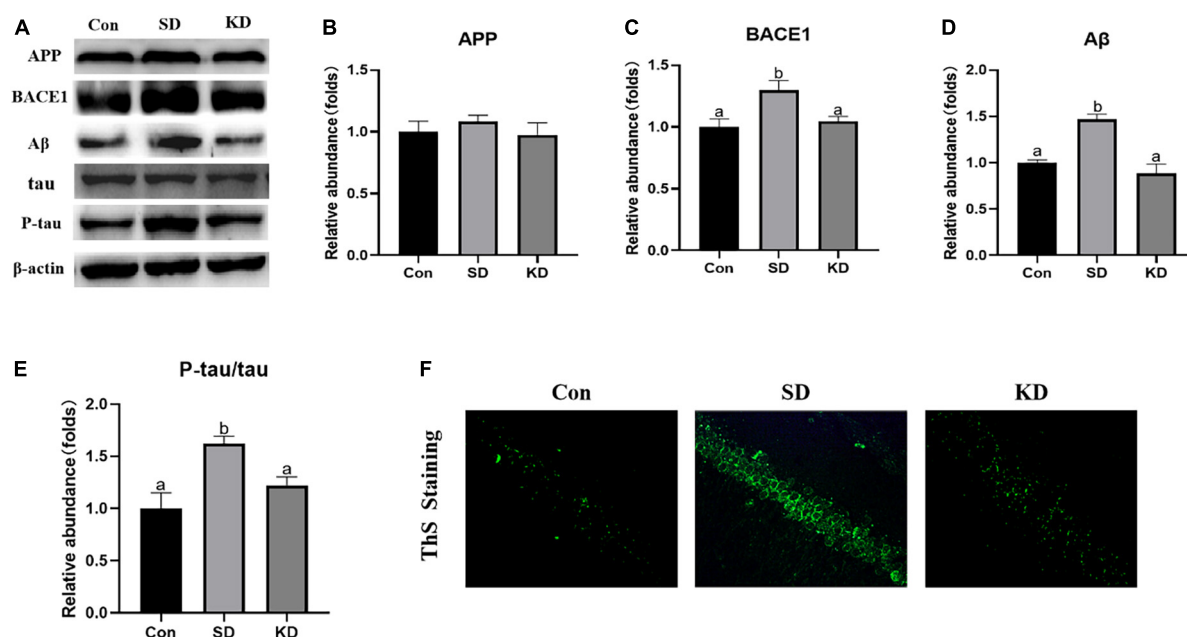 A
Con SD KD
APP
BACE1
Aβ
tau
P-tau
β-actin
B
APP
Relative abundance(folds)
1.5
1.0
0.5
0.0
Con SD KD
C
BACE1
Relative abundance(folds)
1.5
1.0
0.5
0.0
a b a
Con SD KD
D
Aβ
Relative abundance(folds)
2.0
1.5
1.0
0.5
0.0
a b a
Con SD KD
E
P-tau/tau
Relative abundance(folds)
2.0
1.5
1.0
0.5
0.0
a b a
Con SD KD
F
Con SD KD
ThS Staining